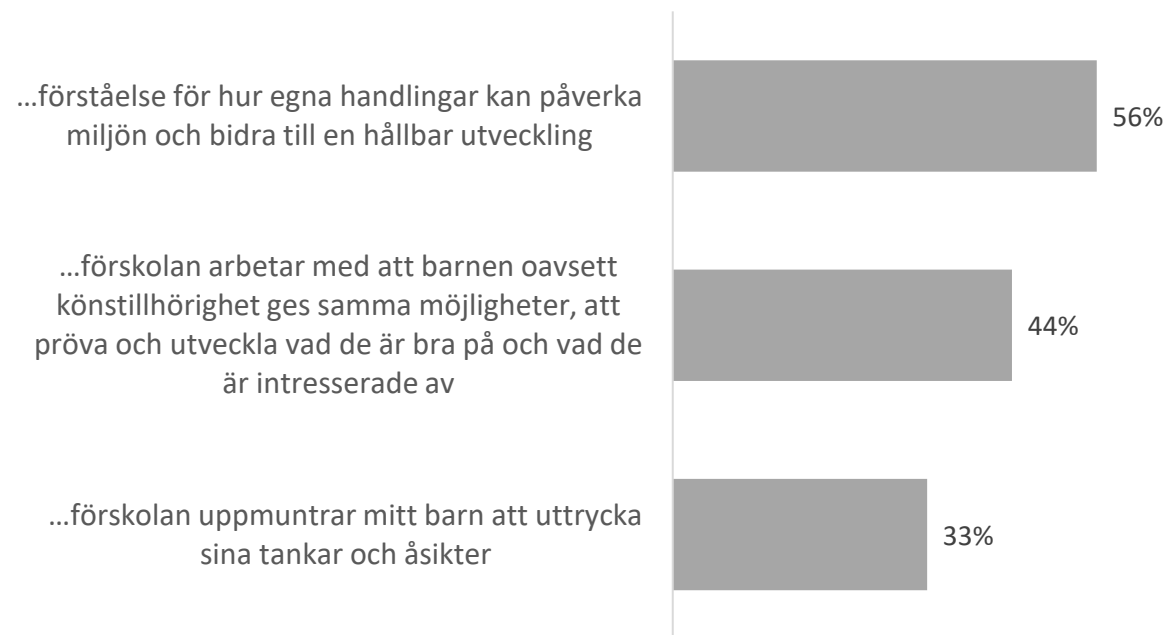 …förståelse för hur egna handlingar kan påverka
miljön och bidra till en hållbar utveckling
56%
…förskolan arbetar med att barnen oavsett
könstillhörighet ges samma möjligheter, att
pröva och utveckla vad de är bra på och vad de
är intresserade av
44%
…förskolan uppmuntrar mitt barn att uttrycka
sina tankar och åsikter
33%